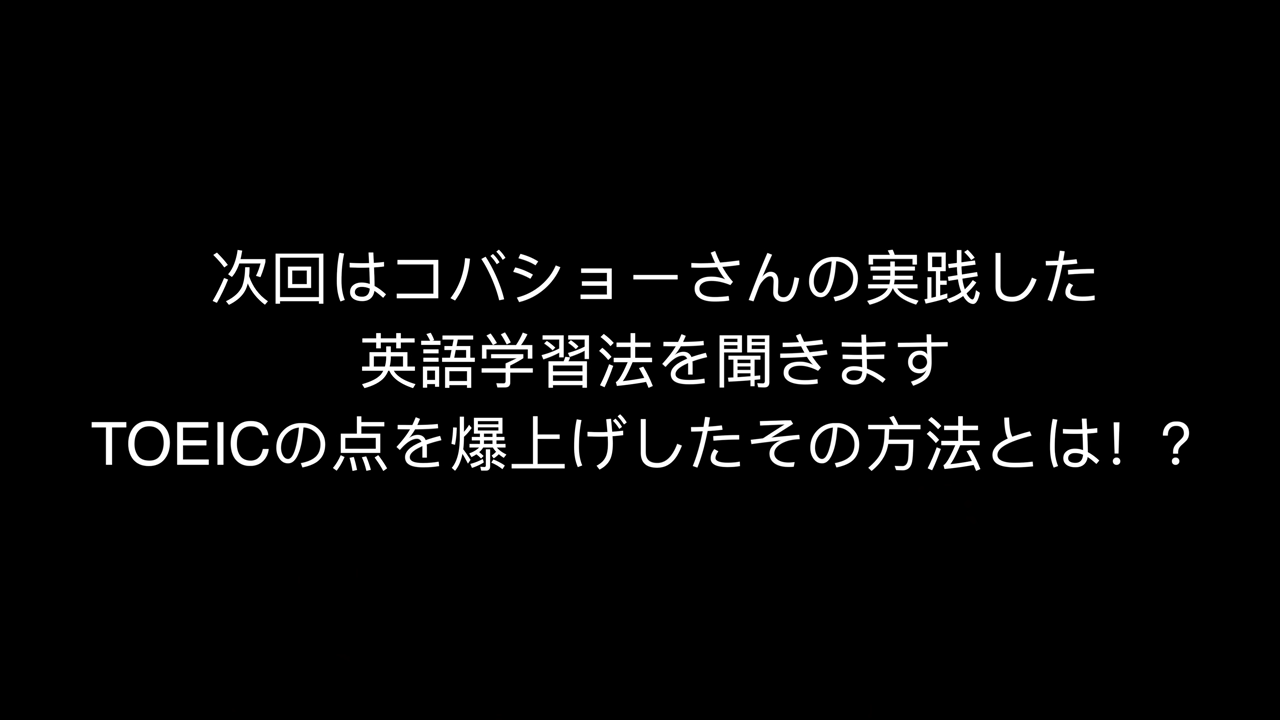 次回はコバショーさんの実践した
英語学習法を聞きます
TOEICの点を爆上げしたその方法とは！？